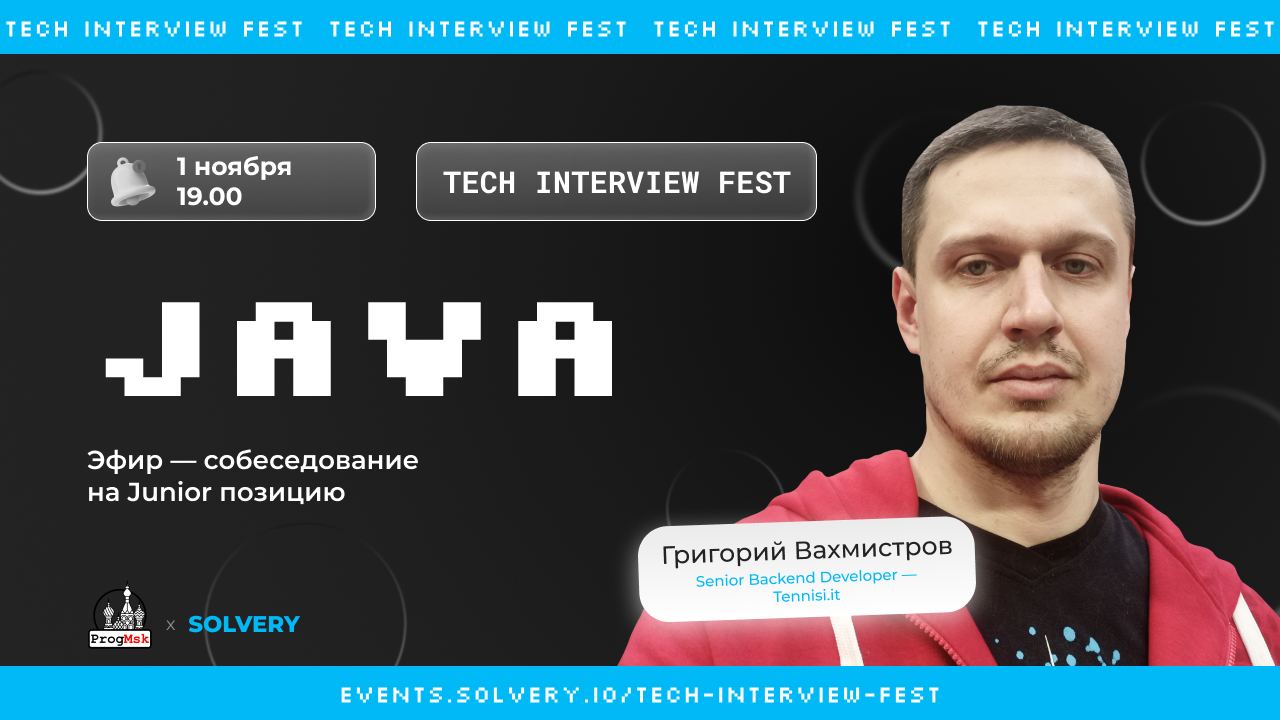 TECH INTERVIEW FEST TECH INTERVIEW FEST TECH INTERVIEW FEST TECH INTERVIEW FEST
1 ноября
19.00
TECH INTERVIEW FEST
JAVA
Эфир — собеседование
на Junior позицию
Григорий Вахмистров
Senior Backend Developer —
Tennisi.it
ProgMsk x SOLVERY
EVENTS.SOLVERY.IO/TECH-INTERVIEW-FEST